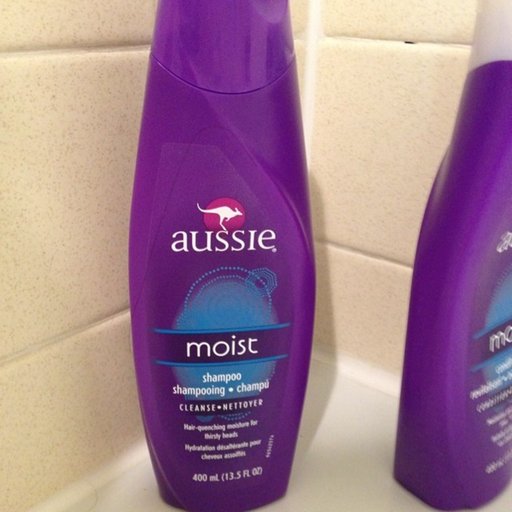 aussie
moist
shampoo
shampooing • champú
CLEANSE•NETTOYER
Hair-quenching moisture for
thirsty heads
Hydratation désaltérante pour
cheveux assoiffés
400 mL (13.5 FL OZ)